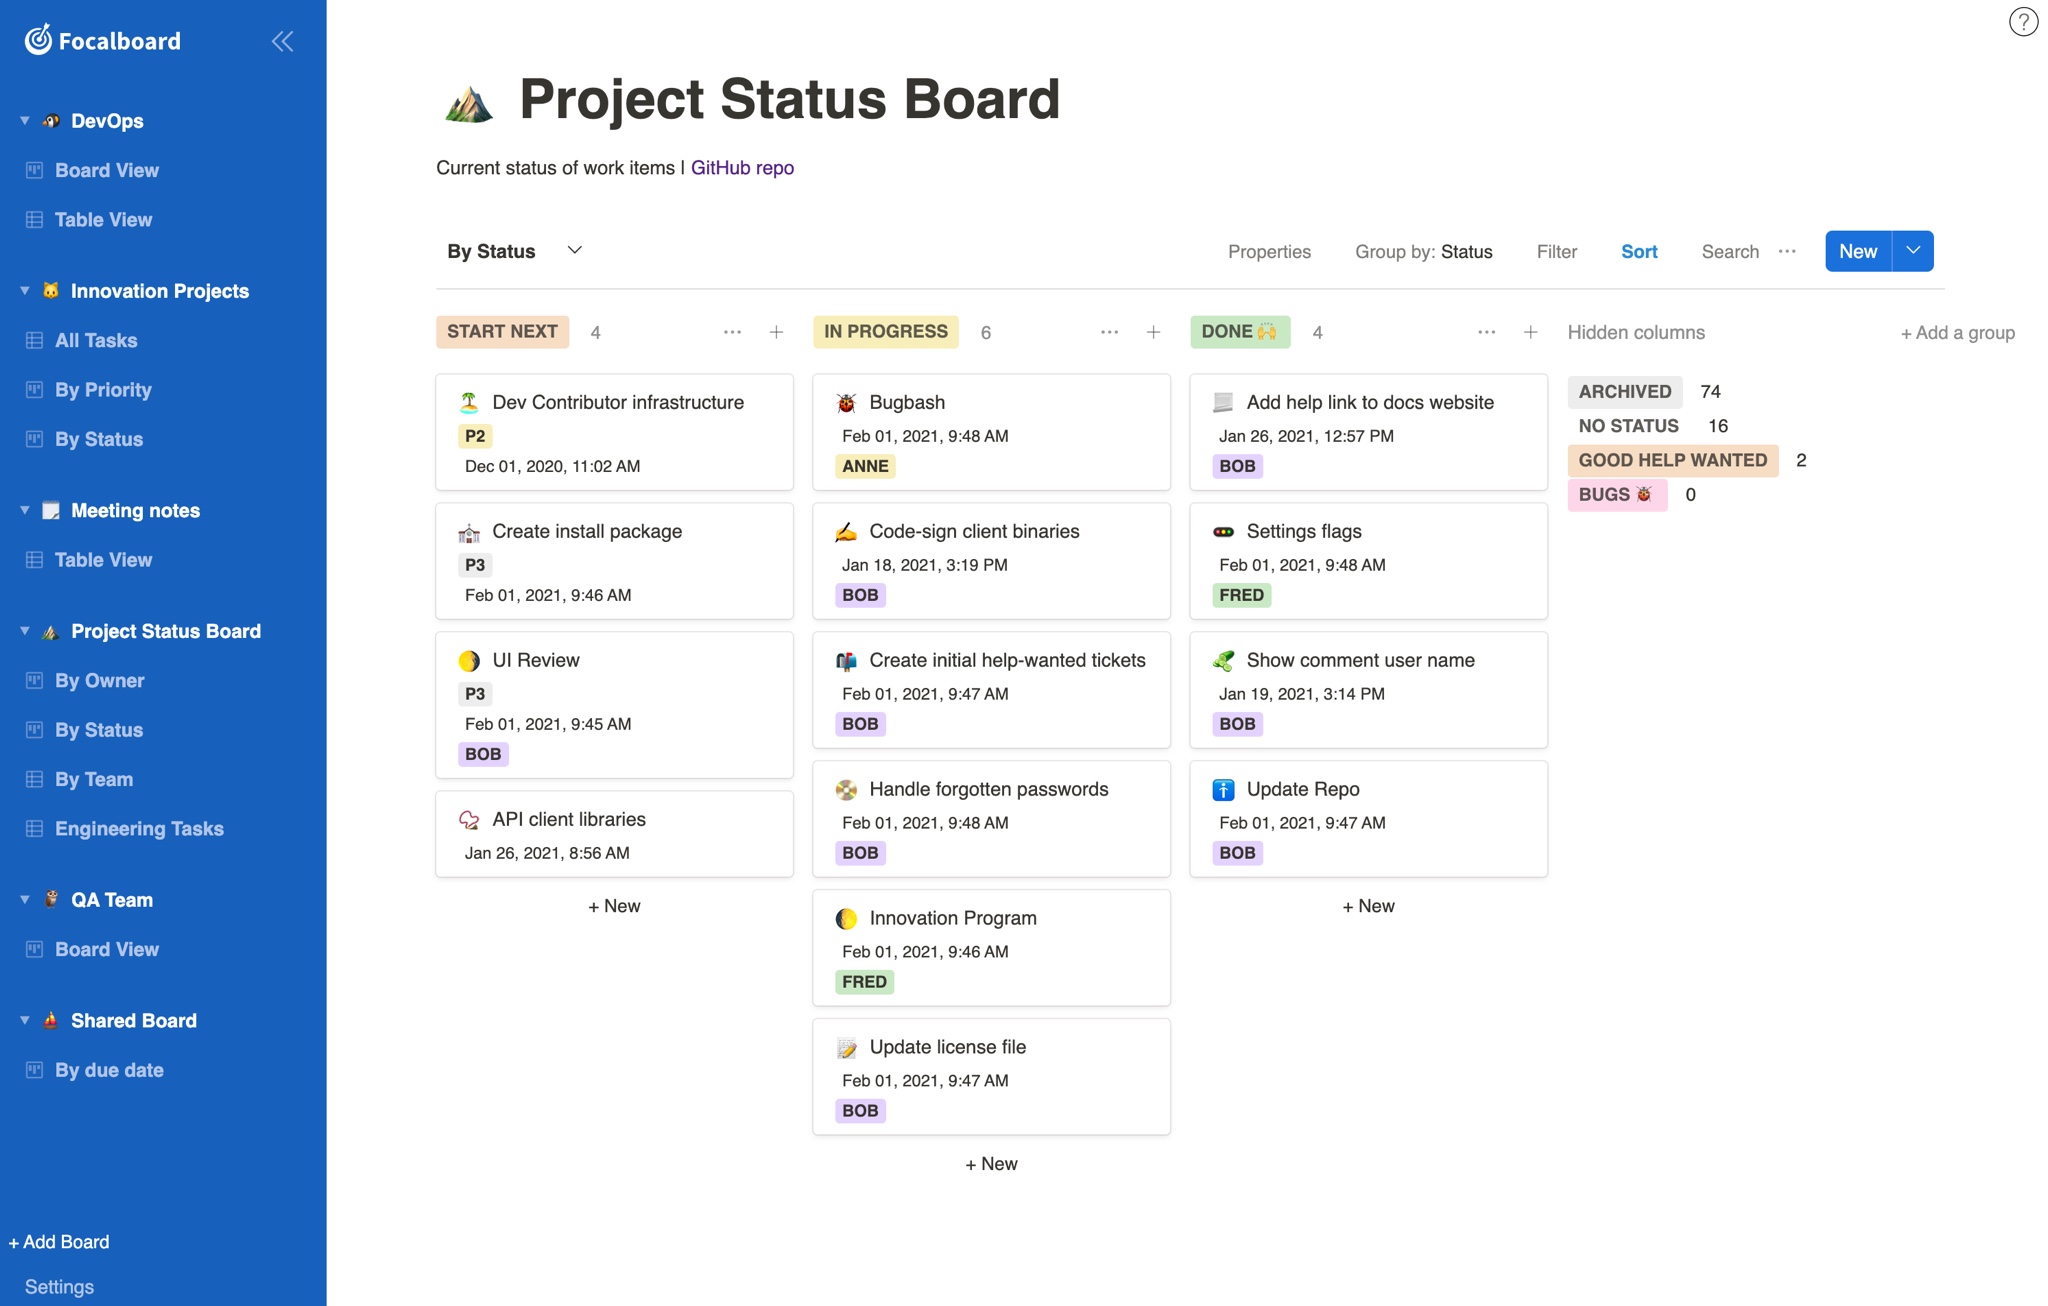 Focalboard
DevOps
Board View
Table View
Innovation Projects
All Tasks
By Priority
By Status
Meeting notes
Table View
Project Status Board
By Owner
By Status
By Team
Engineering Tasks
QA Team
Board View
Shared Board
By due date
+ Add Board
Settings
?
Project Status Board
Current status of work items | GitHub repo
By Status
Properties Group by: Status Filter Sort Search ··· New
START NEXT 4 ··· +
Dev Contributor infrastructure
P2
Dec 01, 2020, 11:02 AM
Create install package
P3
Feb 01, 2021, 9:46 AM
UI Review
P3
Feb 01, 2021, 9:45 AM
BOB
API client libraries
Jan 26, 2021, 8:56 AM
+ New
IN PROGRESS 6 ··· +
Bugbash
Feb 01, 2021, 9:48 AM
ANNE
Code-sign client binaries
Jan 18, 2021, 3:19 PM
BOB
Create initial help-wanted tickets
Feb 01, 2021, 9:47 AM
BOB
Handle forgotten passwords
Feb 01, 2021, 9:48 AM
BOB
Innovation Program
Feb 01, 2021, 9:46 AM
FRED
Update license file
Feb 01, 2021, 9:47 AM
BOB
+ New
DONE 🙌 4 ··· +
Add help link to docs website
Jan 26, 2021, 12:57 PM
BOB
Settings flags
Feb 01, 2021, 9:48 AM
FRED
Show comment user name
Jan 19, 2021, 3:14 PM
BOB
Update Repo
Feb 01, 2021, 9:47 AM
BOB
+ New
Hidden columns
ARCHIVED 74
NO STATUS 16
GOOD HELP WANTED 2
BUGS 🐞 0
+ Add a group